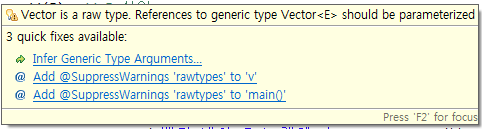 Vector is a raw type. References to generic type Vector<E> should be parameterized
3 quick fixes available:
Infer Generic Type Arguments...
@ Add @SuppressWarnings 'rawtypes' to 'v'
@ Add @SuppressWarnings 'rawtypes' to 'main()'
Press 'F2' for focus